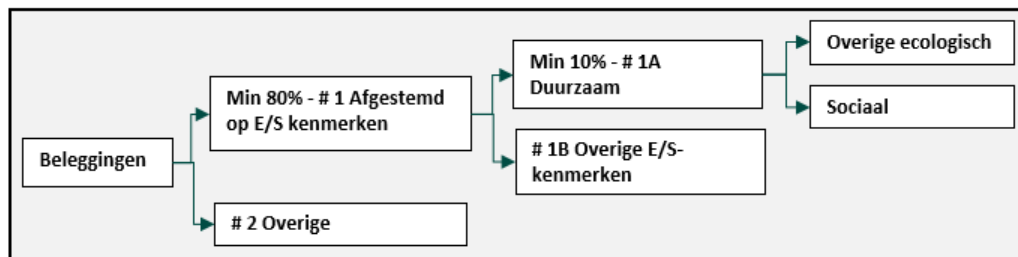 Beleggingen
Min 80% - # 1 Afgestemd
op E/S kenmerken
# 2 Overige
Min 10% - # 1A
Duurzaam
# 1B Overige E/S-
kenmerken
Overige ecologisch
Sociaal